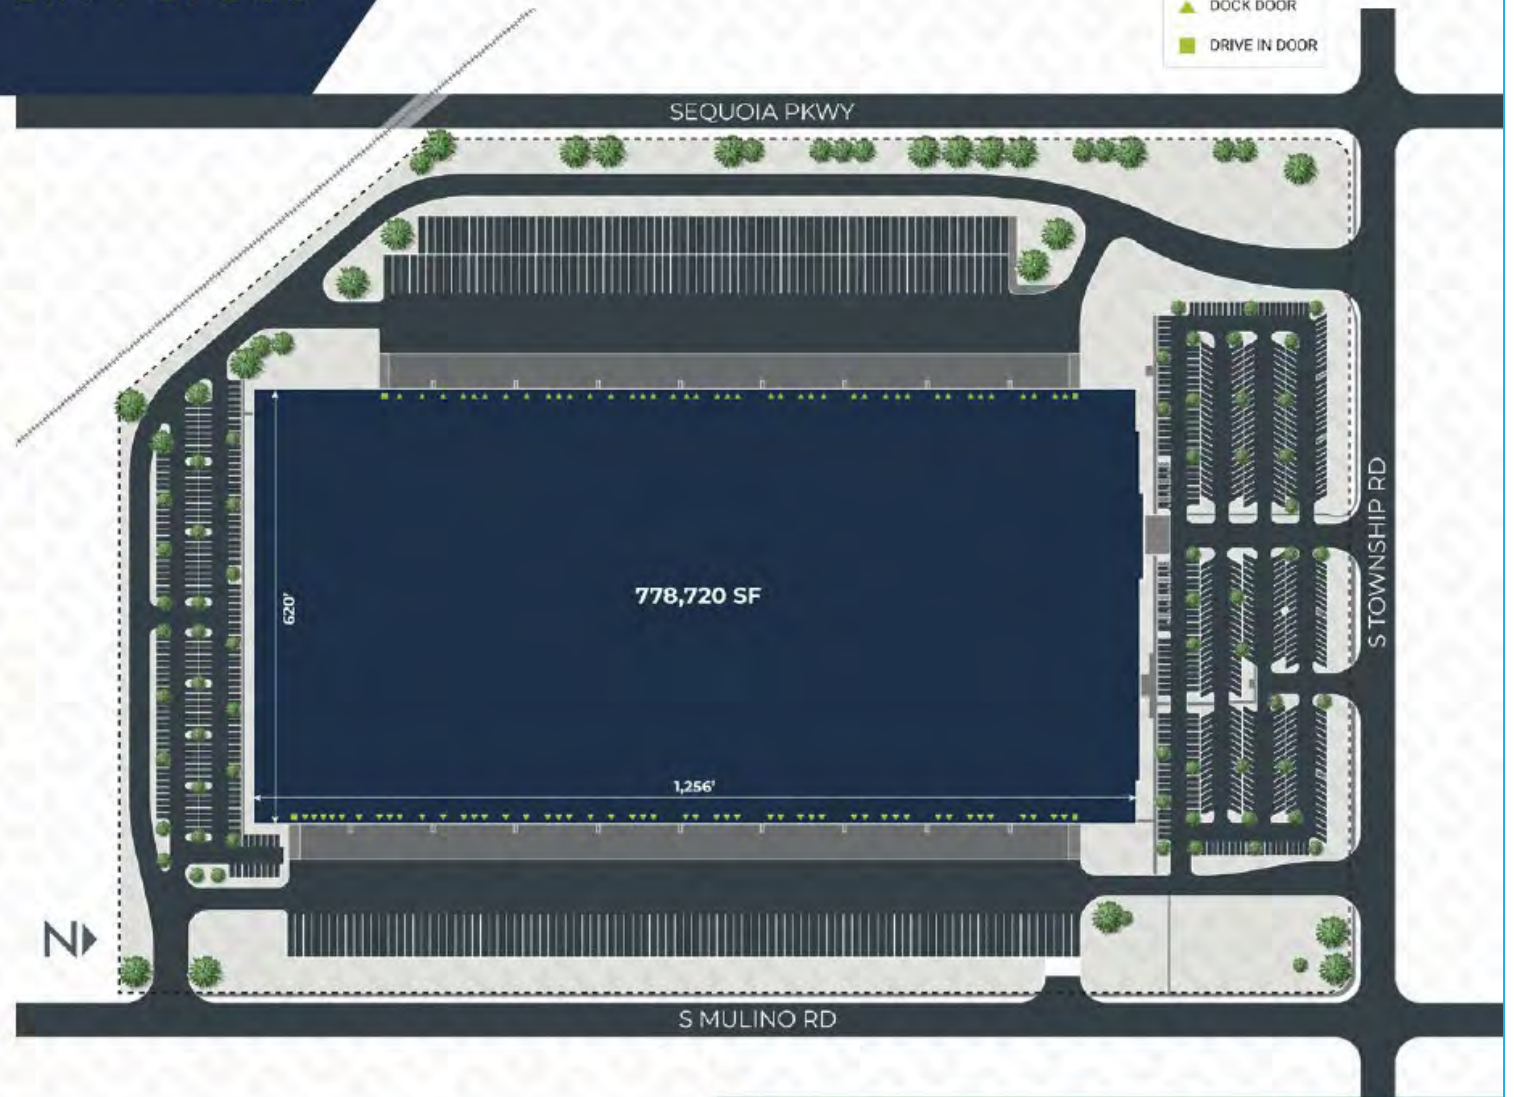 DOCK DOOR
DRIVE IN DOOR
SEQUOIA PKWY
S TOWNSHIP RD
778,720 SF
620'
1,256'
N
S MULINO RD